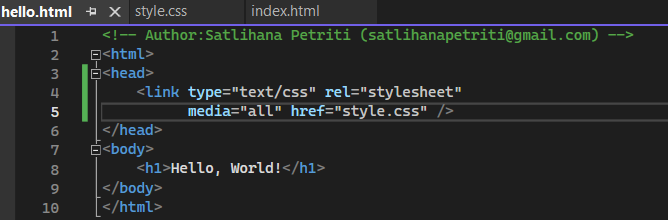 hello.html style.css index.html
1 <!-- Author:Satlihana Petriti (satlihanapetriti@gmail.com) -->
2 <html>
3 <head>
4 <link type="text/css" rel="stylesheet"
5 media="all" href="style.css" />
6 </head>
7 <body>
8 <h1>Hello, World!</h1>
9 </body>
10 </html>